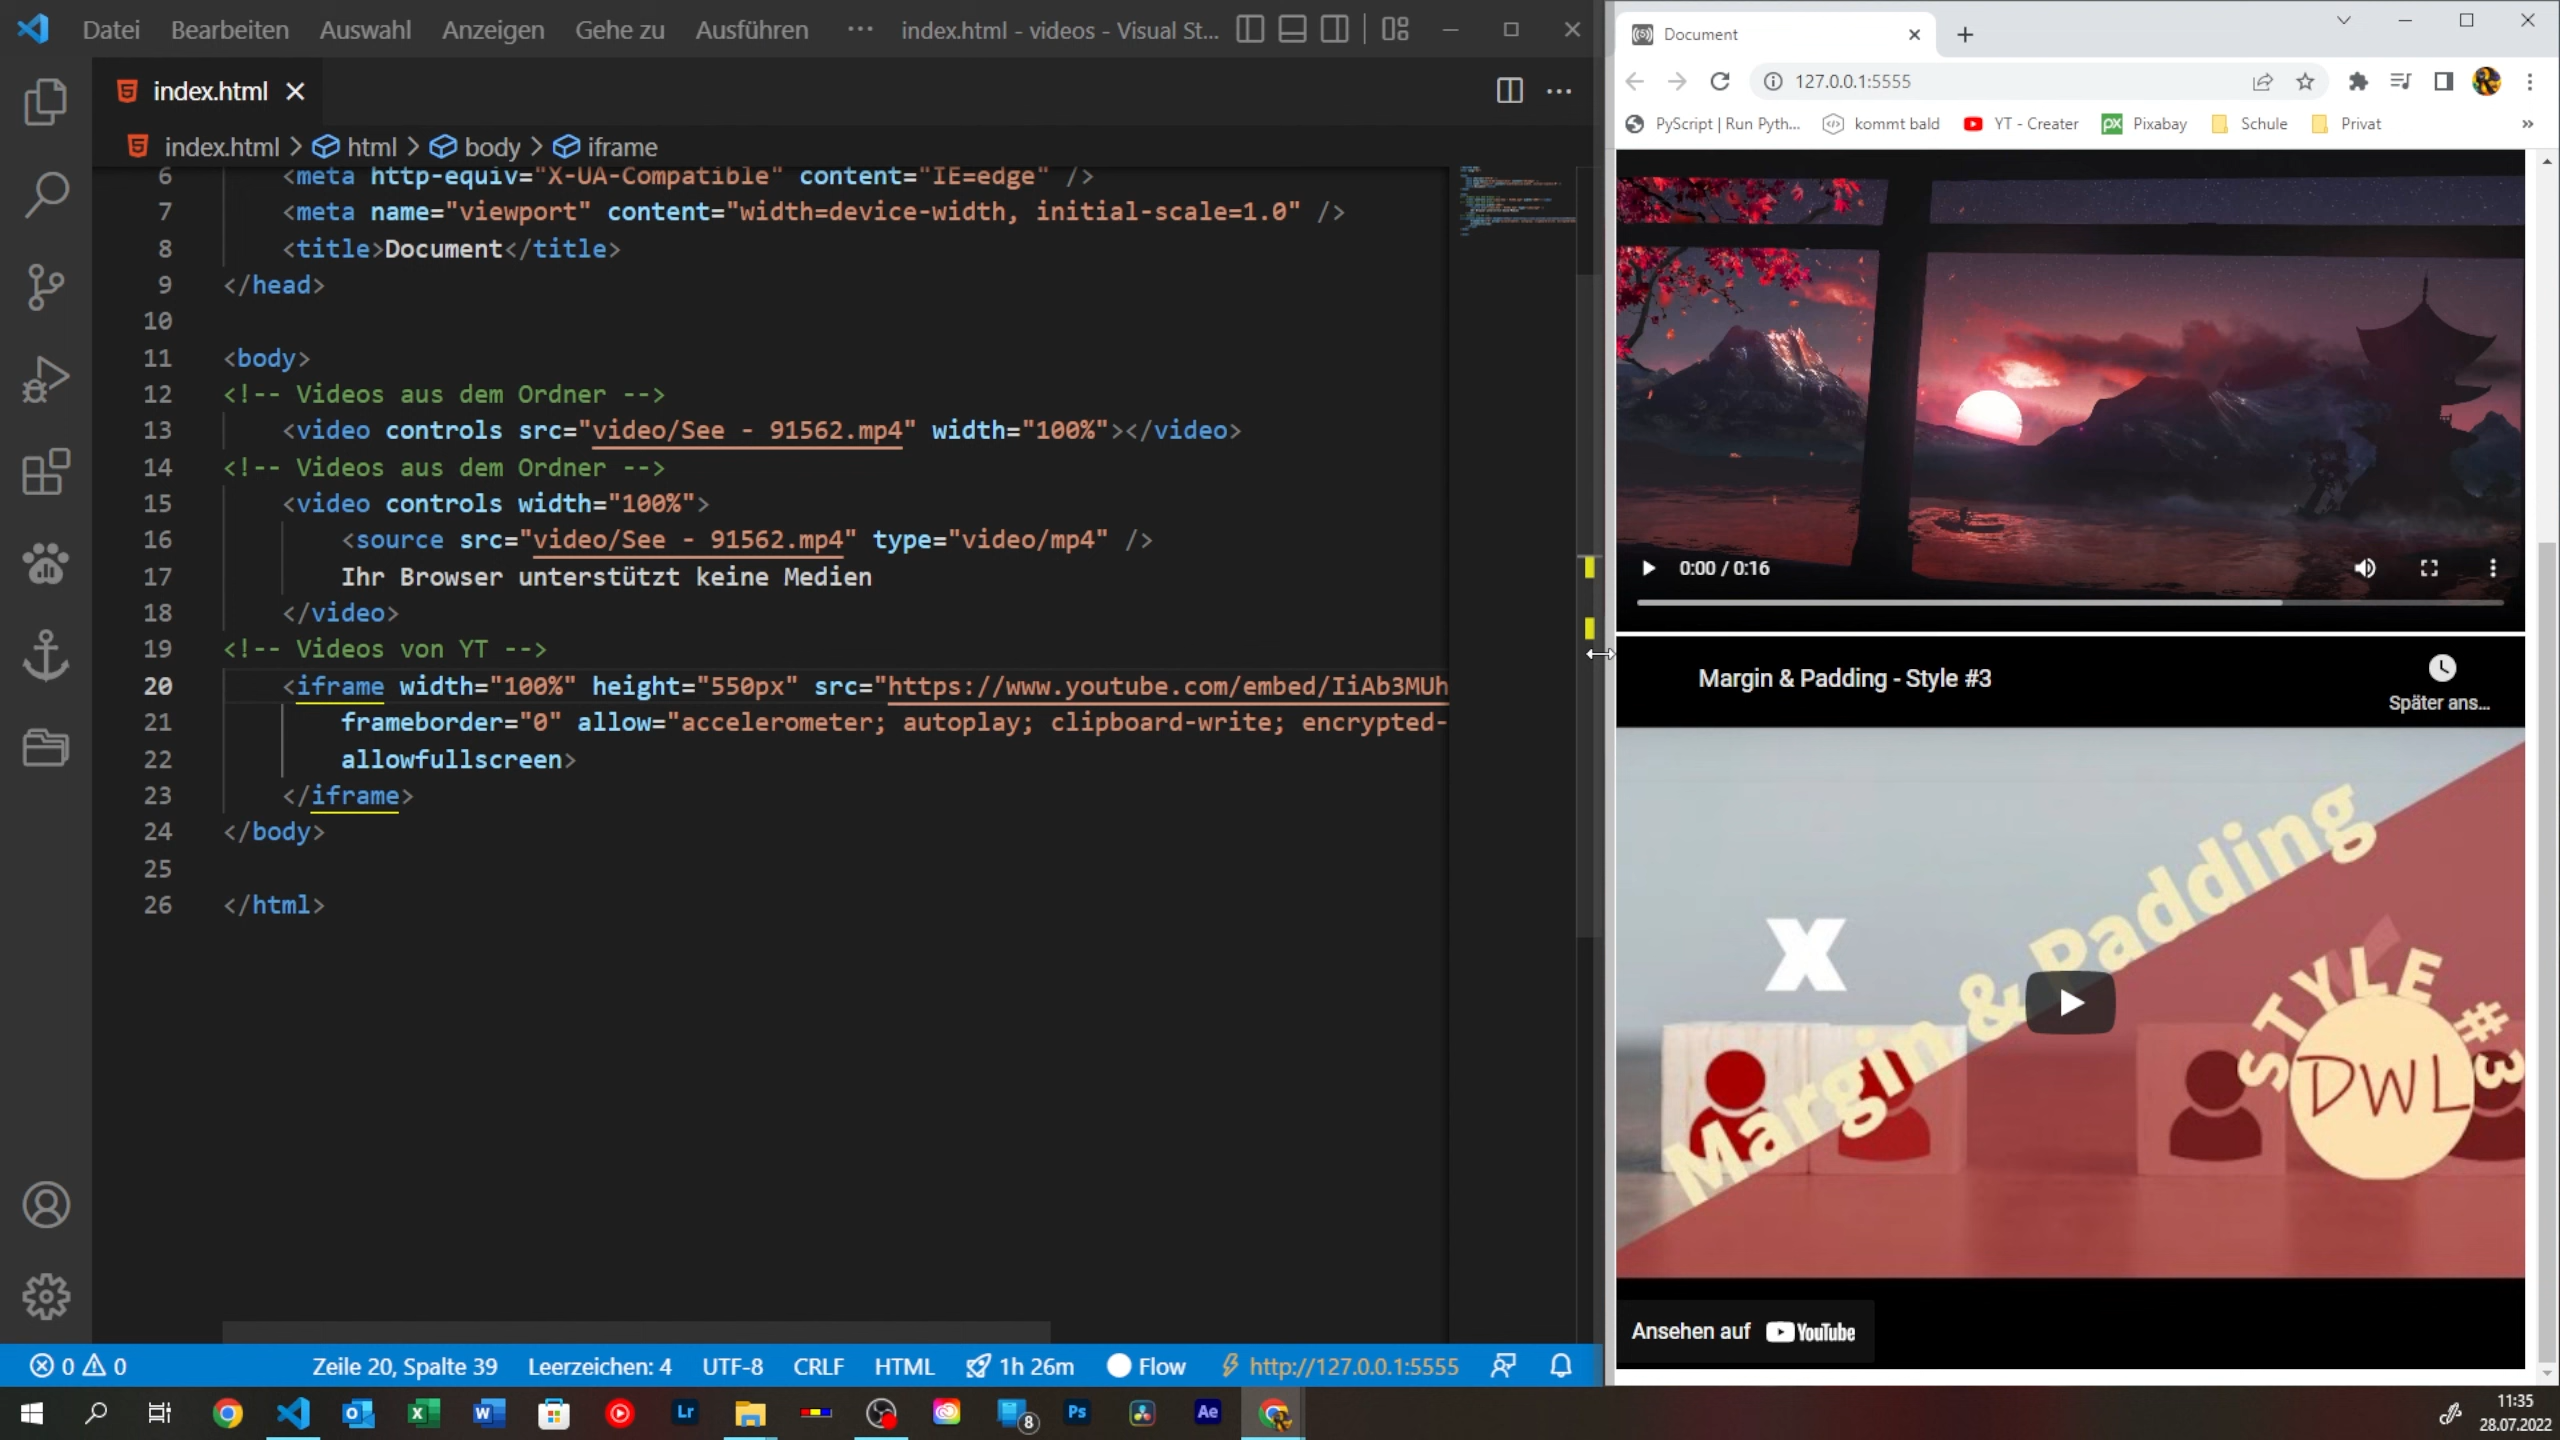 Datei Bearbeiten Auswahl Anzeigen Gehe zu Ausführen ··· index.html - videos - Visual St...
index.html
index.html > html > body > iframe
6 <meta http-equiv="X-UA-Compatible" content="IE=edge" />
7 <meta name="viewport" content="width=device-width, initial-scale=1.0" />
8 <title>Document</title>
9 </head>
10
11 <body>
12 <!-- Videos aus dem Ordner -->
13 <video controls src="video/See - 91562.mp4" width="100%"></video>
14 <!-- Videos aus dem Ordner -->
15 <video controls width="100%">
16 <source src="video/See - 91562.mp4" type="video/mp4" />
17 Ihr Browser unterstützt keine Medien
18 </video>
19 <!-- Videos von YT -->
20 <iframe width="100%" height="550px" src="https://www.youtube.com/embed/IiAb3MUh
21 frameborder="0" allow="accelerometer; autoplay; clipboard-write; encrypted-
22 allowfullscreen>
23 </iframe>
24 </body>
25
26 </html>
0 0 Zeile 20, Spalte 39 Leerzeichen: 4 UTF-8 CRLF HTML 1h 26m Flow http://127.0.0.1:5555
Document
127.0.0.1:5555
PyScript | Run Pyth... kommt bald YT - Creater px Pixabay Schule Privat »
0:00 / 0:16
Margin & Padding - Style #3
Später ans...
Margin & Padding
X
STYLE #3
DWL
Ansehen auf YouTube
Lr 8 Ps Ae
11:35
28.07.2022